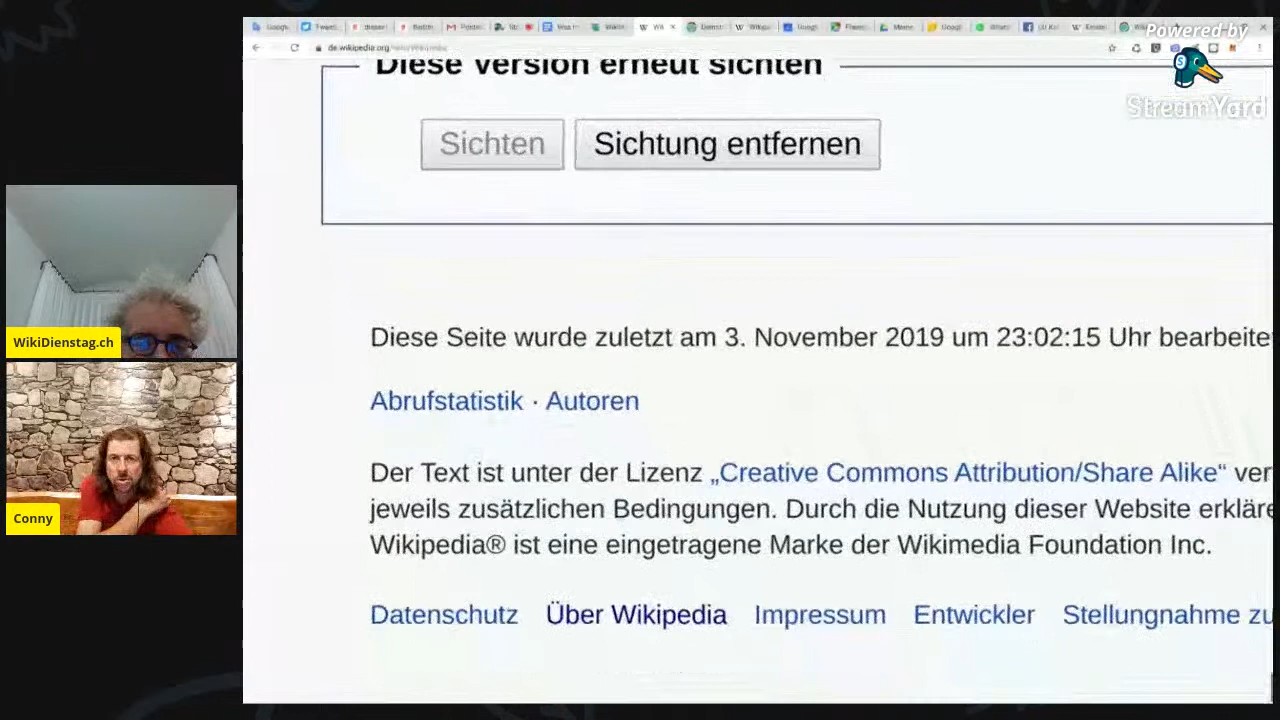 de.wikipedia.org
Powered by
StreamYard
Diese Version erneut sichten
Sichten
Sichtung entfernen
Diese Seite wurde zuletzt am 3. November 2019 um 23:02:15 Uhr bearbeite
Abrufstatistik · Autoren
Der Text ist unter der Lizenz „Creative Commons Attribution/Share Alike“ ver
jeweils zusätzlichen Bedingungen. Durch die Nutzung dieser Website erkläre
Wikipedia® ist eine eingetragene Marke der Wikimedia Foundation Inc.
Datenschutz Über Wikipedia Impressum Entwickler Stellungnahme zu
WikiDienstag.ch
Conny